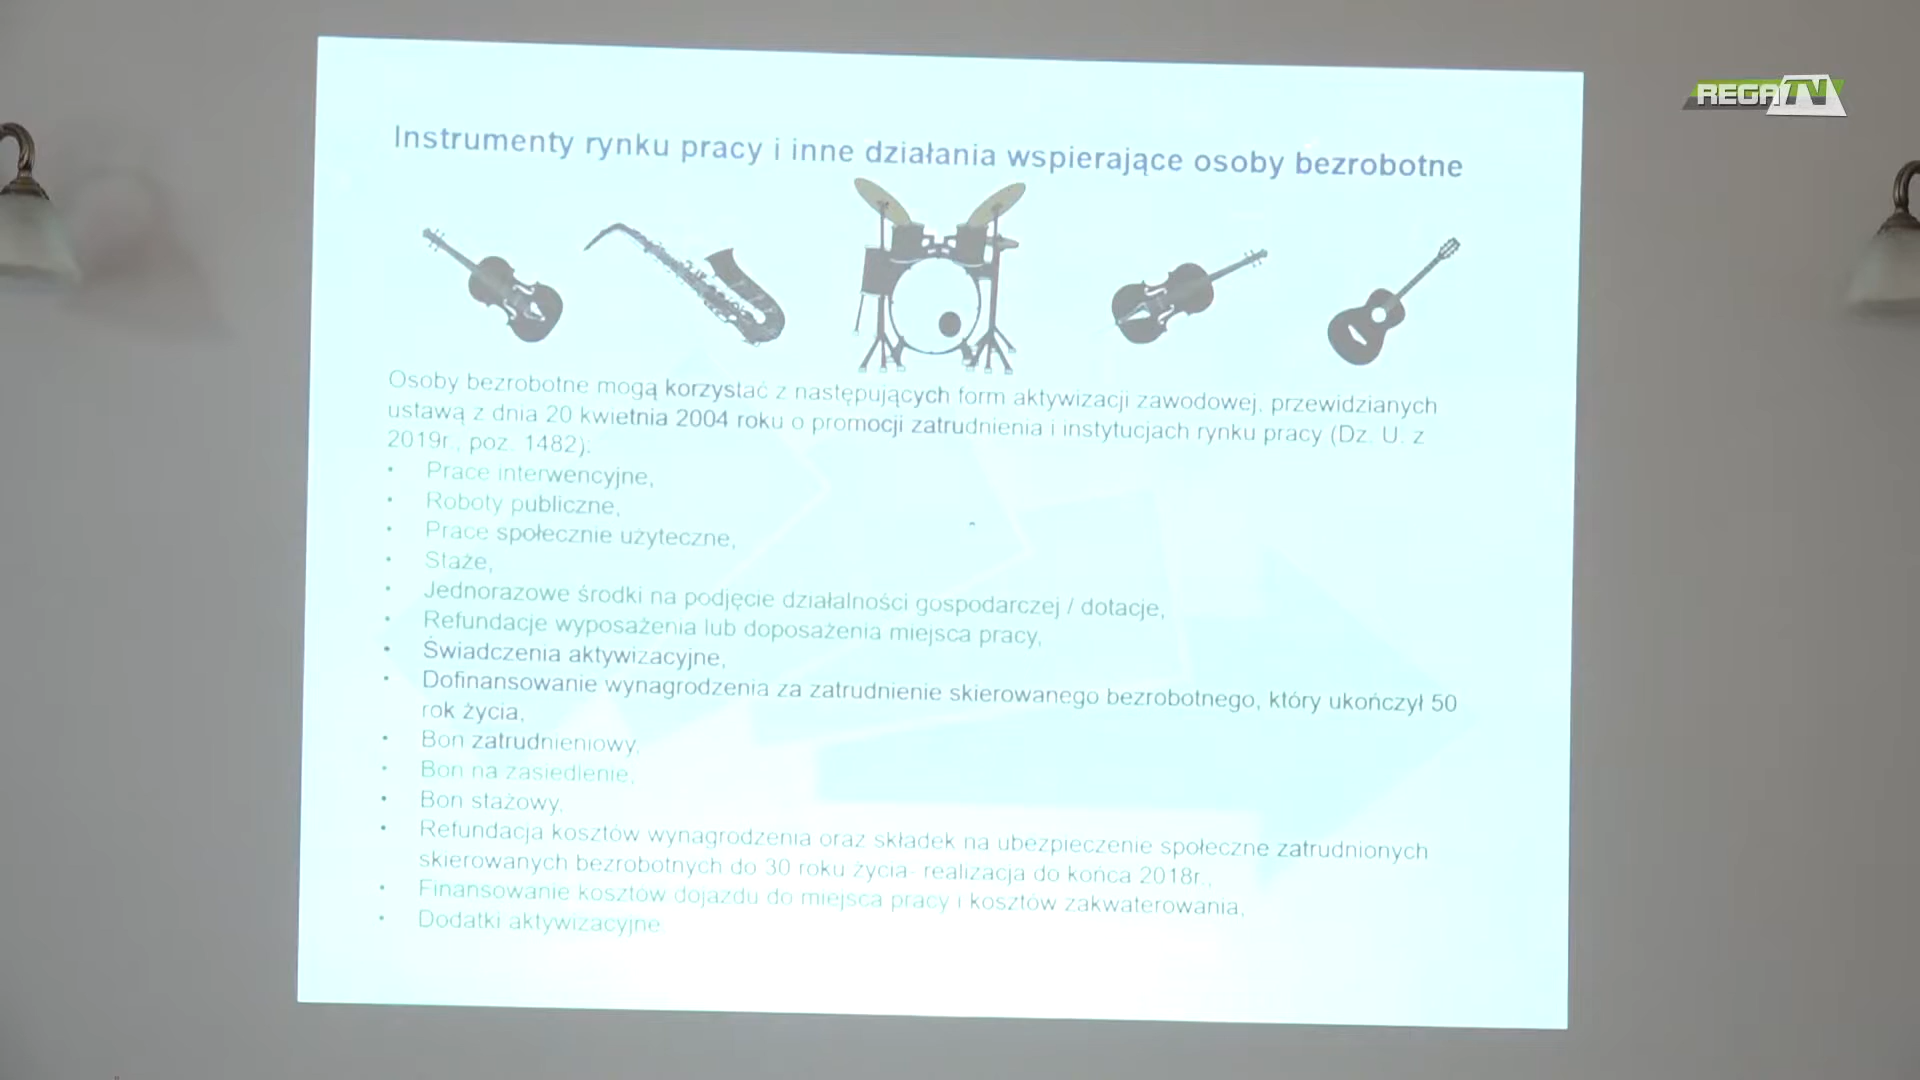 REGA TV
Instrumenty rynku pracy i inne działania wspierające osoby bezrobotne
Osoby bezrobotne mogą korzystać z następujących form aktywizacji zawodowej, przewidzianych
ustawą z dnia 20 kwietnia 2004 roku o promocji zatrudnienia i instytucjach rynku pracy (Dz. U. z
2019r., poz. 1482):
• Prace interwencyjne,
• Roboty publiczne,
• Prace społecznie użyteczne,
• Staże,
• Jednorazowe środki na podjęcie działalności gospodarczej / dotacje,
• Refundacje wyposażenia lub doposażenia miejsca pracy,
• Świadczenia aktywizacyjne,
• Dofinansowanie wynagrodzenia za zatrudnienie skierowanego bezrobotnego, który ukończył 50
rok życia,
• Bon zatrudnieniowy,
• Bon na zasiedlenie,
• Bon stażowy,
• Refundacja kosztów wynagrodzenia oraz składek na ubezpieczenie społeczne zatrudnionych
skierowanych bezrobotnych do 30 roku życia- realizacja do końca 2018r.,
• Finansowanie kosztów dojazdu do miejsca pracy i kosztów zakwaterowania,
• Dodatki aktywizacyjne.